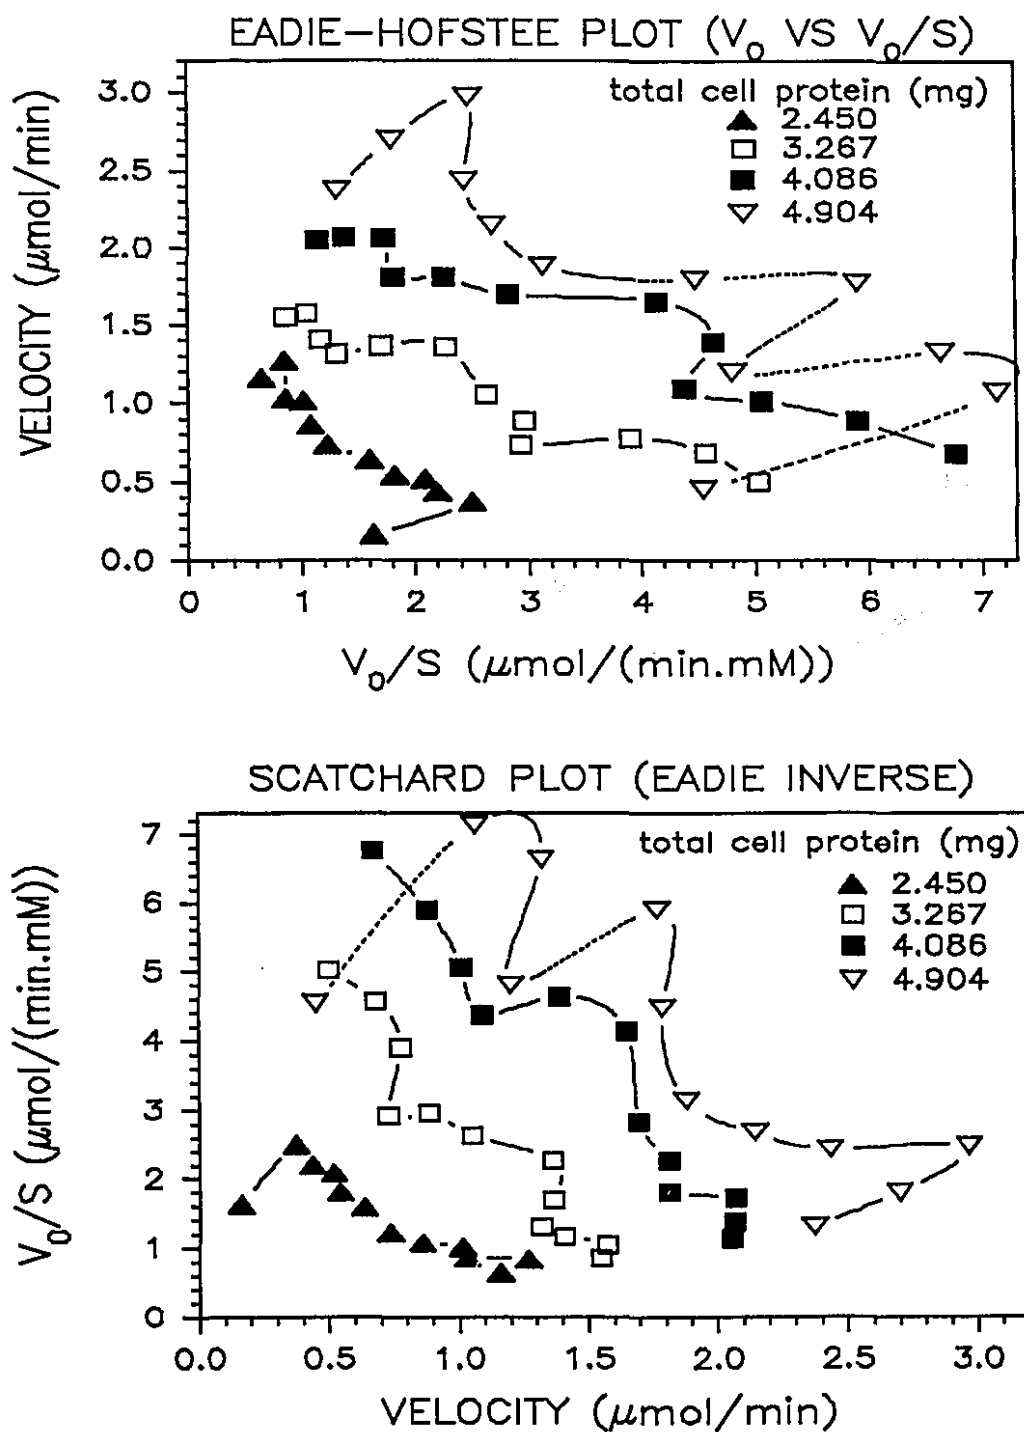 EADIE-HOFSTEE PLOT (V₀ VS V₀/S)
total cell protein (mg)
2.450
3.267
4.086
4.904
VELOCITY (μmol/min)
3.0
2.5
2.0
1.5
1.0
0.5
0.0
0 1 2 3 4 5 6 7
V₀/S (μmol/(min.mM))
SCATCHARD PLOT (EADIE INVERSE)
total cell protein (mg)
2.450
3.267
4.086
4.904
V₀/S (μmol/(min.mM))
7
6
5
4
3
2
1
0
0.0 0.5 1.0 1.5 2.0 2.5 3.0
VELOCITY (μmol/min)